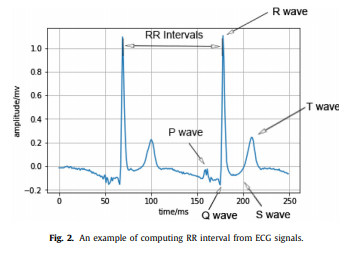 R wave
RR Intervals
1.0
0.8
0.6
0.4
0.2
0.0
−0.2
amplitude/mv
T wave
P wave
0
50
100
150
200
250
time/ms
Q wave
S wave
Fig. 2. An example of computing RR interval from ECG signals.